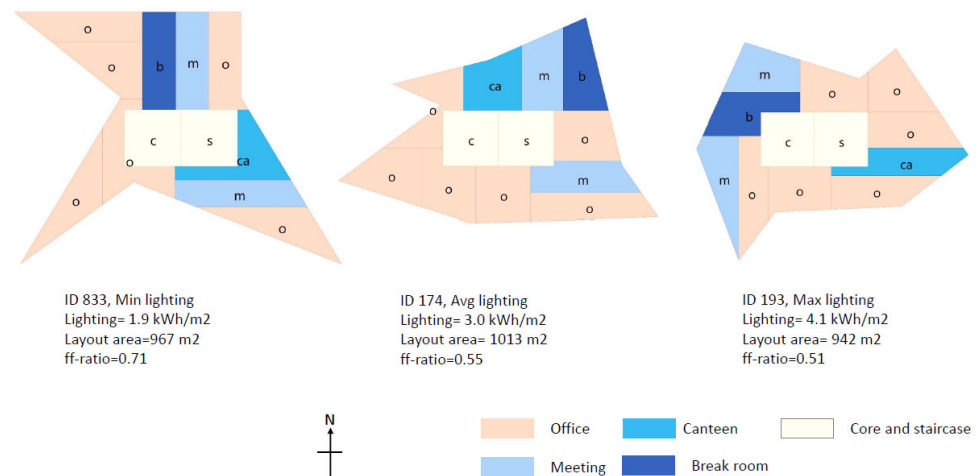 o
o
b
m
o
c
s
ca
o
o
m
o
ca
m
b
o
c
s
o
o
o
o
m
o
m
b
o
o
o
c
s
ca
m
o
o
o
ID 833, Min lighting
Lighting= 1.9 kWh/m2
Layout area=967 m2
ff-ratio=0.71
ID 174, Avg lighting
Lighting= 3.0 kWh/m2
Layout area= 1013 m2
ff-ratio=0.55
ID 193, Max lighting
Lighting= 4.1 kWh/m2
Layout area= 942 m2
ff-ratio=0.51
N
Office
Canteen
Core and staircase
Meeting
Break room